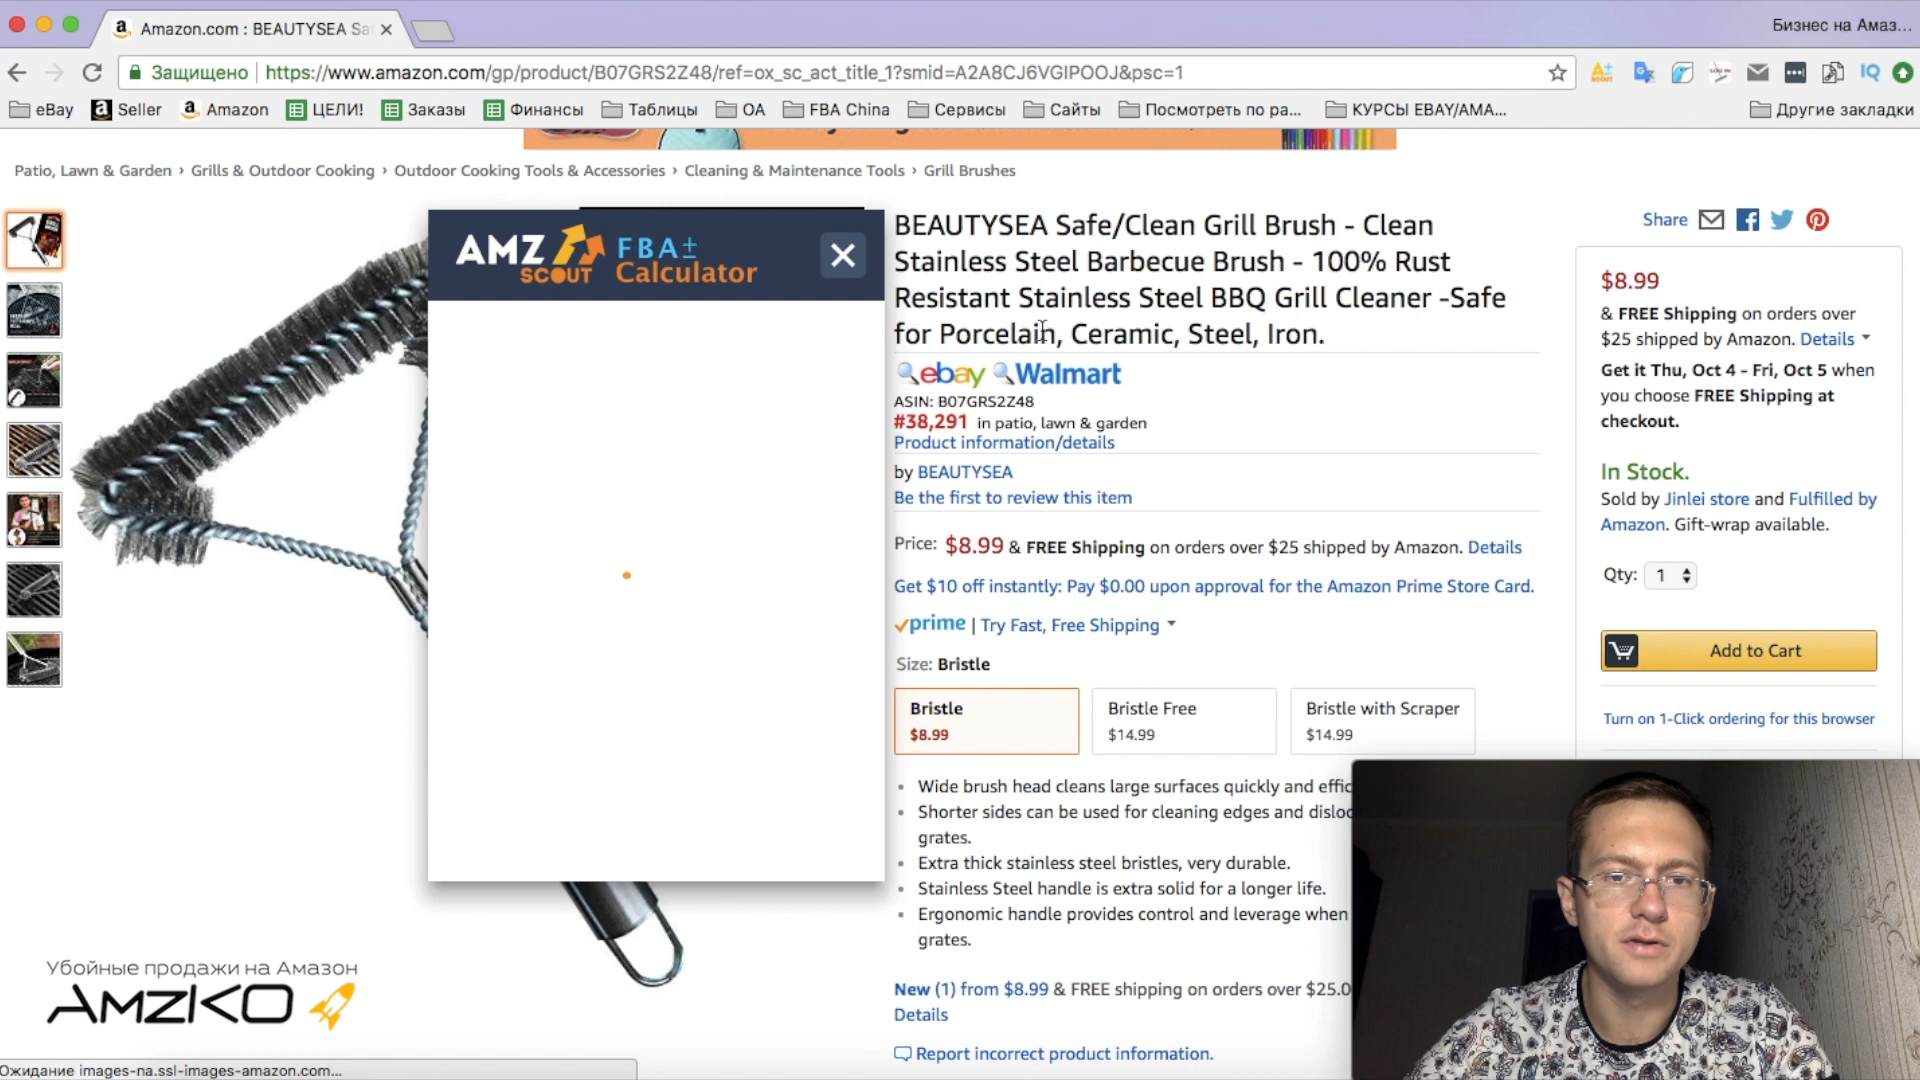 Amazon.com : BEAUTYSEA Sa
Бизнес на Амаз...
Защищено
https://www.amazon.com/gp/product/B07GRS2Z48/ref=ox_sc_act_title_1?smid=A2A8CJ6VGIPOOJ&psc=1
eBay
Seller
Amazon
ЦЕЛИ!
Заказы
Финансы
Таблицы
OA
FBA China
Сервисы
Сайты
Посмотреть по ра...
КУРСЫ EBAY/AMA...
Другие закладки
Patio, Lawn & Garden › Grills & Outdoor Cooking › Outdoor Cooking Tools & Accessories › Cleaning & Maintenance Tools › Grill Brushes
AMZ
SCOUT
FBA±
Calculator
BEAUTYSEA Safe/Clean Grill Brush - Clean
Stainless Steel Barbecue Brush - 100% Rust
Resistant Stainless Steel BBQ Grill Cleaner -Safe
for Porcelain, Ceramic, Steel, Iron.
ebay Walmart
ASIN: B07GRS2Z48
#38,291 in patio, lawn & garden
Product information/details
by BEAUTYSEA
Be the first to review this item
Price: $8.99 & FREE Shipping on orders over $25 shipped by Amazon. Details
Get $10 off instantly: Pay $0.00 upon approval for the Amazon Prime Store Card.
prime | Try Fast, Free Shipping
Size: Bristle
Bristle
$8.99
Bristle Free
$14.99
Bristle with Scraper
$14.99
Wide brush head cleans large surfaces quickly and effic
Shorter sides can be used for cleaning edges and disloc
grates.
Extra thick stainless steel bristles, very durable.
Stainless Steel handle is extra solid for a longer life.
Ergonomic handle provides control and leverage when
grates.
New (1) from $8.99 & FREE shipping on orders over $25.0
Details
Report incorrect product information.
Share
$8.99
& FREE Shipping on orders over
$25 shipped by Amazon. Details
Get it Thu, Oct 4 - Fri, Oct 5 when
you choose FREE Shipping at
checkout.
In Stock.
Sold by Jinlei store and Fulfilled by
Amazon. Gift-wrap available.
Qty: 1
Add to Cart
Turn on 1-Click ordering for this browser
Убойные продажи на Амазон
AMZKO
Ожидание images-na.ssl-images-amazon.com...